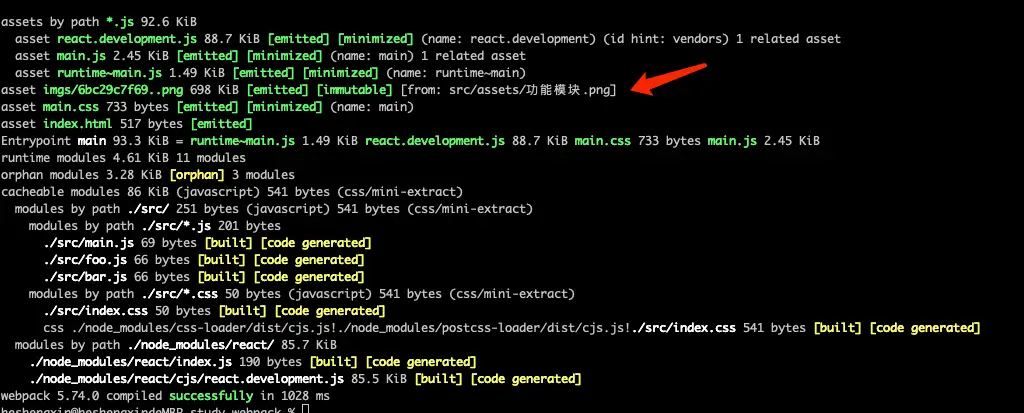 assets by path *.js 92.6 KiB
  asset react.development.js 88.7 KiB [emitted] [minimized] (name: react.development) (id hint: vendors) 1 related asset
  asset main.js 2.45 KiB [emitted] [minimized] (name: main) 1 related asset
  asset runtime~main.js 1.49 KiB [emitted] [minimized] (name: runtime~main)
asset imgs/6bc29c7f69..png 698 KiB [emitted] [immutable] [from: src/assets/功能模块.png]
asset main.css 733 bytes [emitted] [minimized] (name: main)
asset index.html 517 bytes [emitted]
Entrypoint main 93.3 KiB = runtime~main.js 1.49 KiB react.development.js 88.7 KiB main.css 733 bytes main.js 2.45 KiB
runtime modules 4.61 KiB 11 modules
orphan modules 3.28 KiB [orphan] 3 modules
cacheable modules 86 KiB (javascript) 541 bytes (css/mini-extract)
  modules by path ./src/ 251 bytes (javascript) 541 bytes (css/mini-extract)
    modules by path ./src/*.js 201 bytes
      ./src/main.js 69 bytes [built] [code generated]
      ./src/foo.js 66 bytes [built] [code generated]
      ./src/bar.js 66 bytes [built] [code generated]
    modules by path ./src/*.css 50 bytes (javascript) 541 bytes (css/mini-extract)
      ./src/index.css 50 bytes [built] [code generated]
      css ./node_modules/css-loader/dist/cjs.js!./node_modules/postcss-loader/dist/cjs.js!./src/index.css 541 bytes [built] [code generated]
  modules by path ./node_modules/react/ 85.7 KiB
    ./node_modules/react/index.js 190 bytes [built] [code generated]
    ./node_modules/react/cjs/react.development.js 85.5 KiB [built] [code generated]
webpack 5.74.0 compiled successfully in 1028 ms
heshengxin@heshengxindeMBP study-webpack %